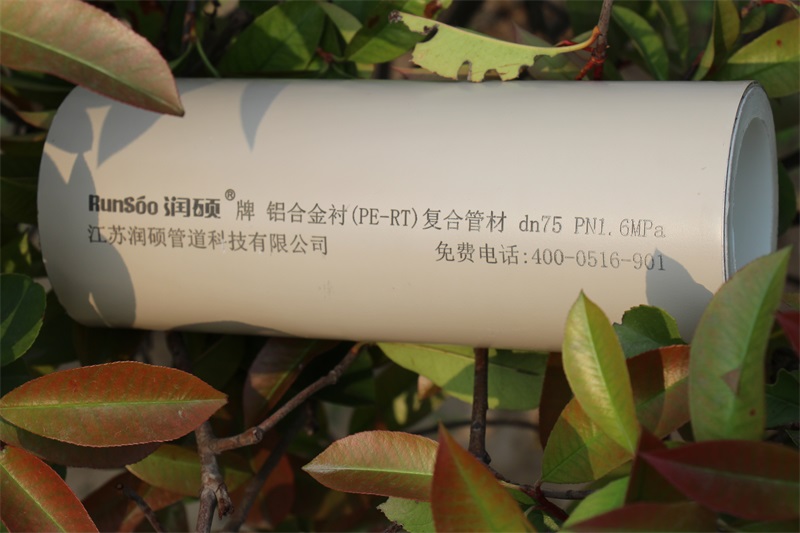 RunSóo 润硕® 牌 铝合金衬(PE-RT)复合管材 dn75 PN1.6MPa
江苏润硕管道科技有限公司 免费电话:400-0516-901